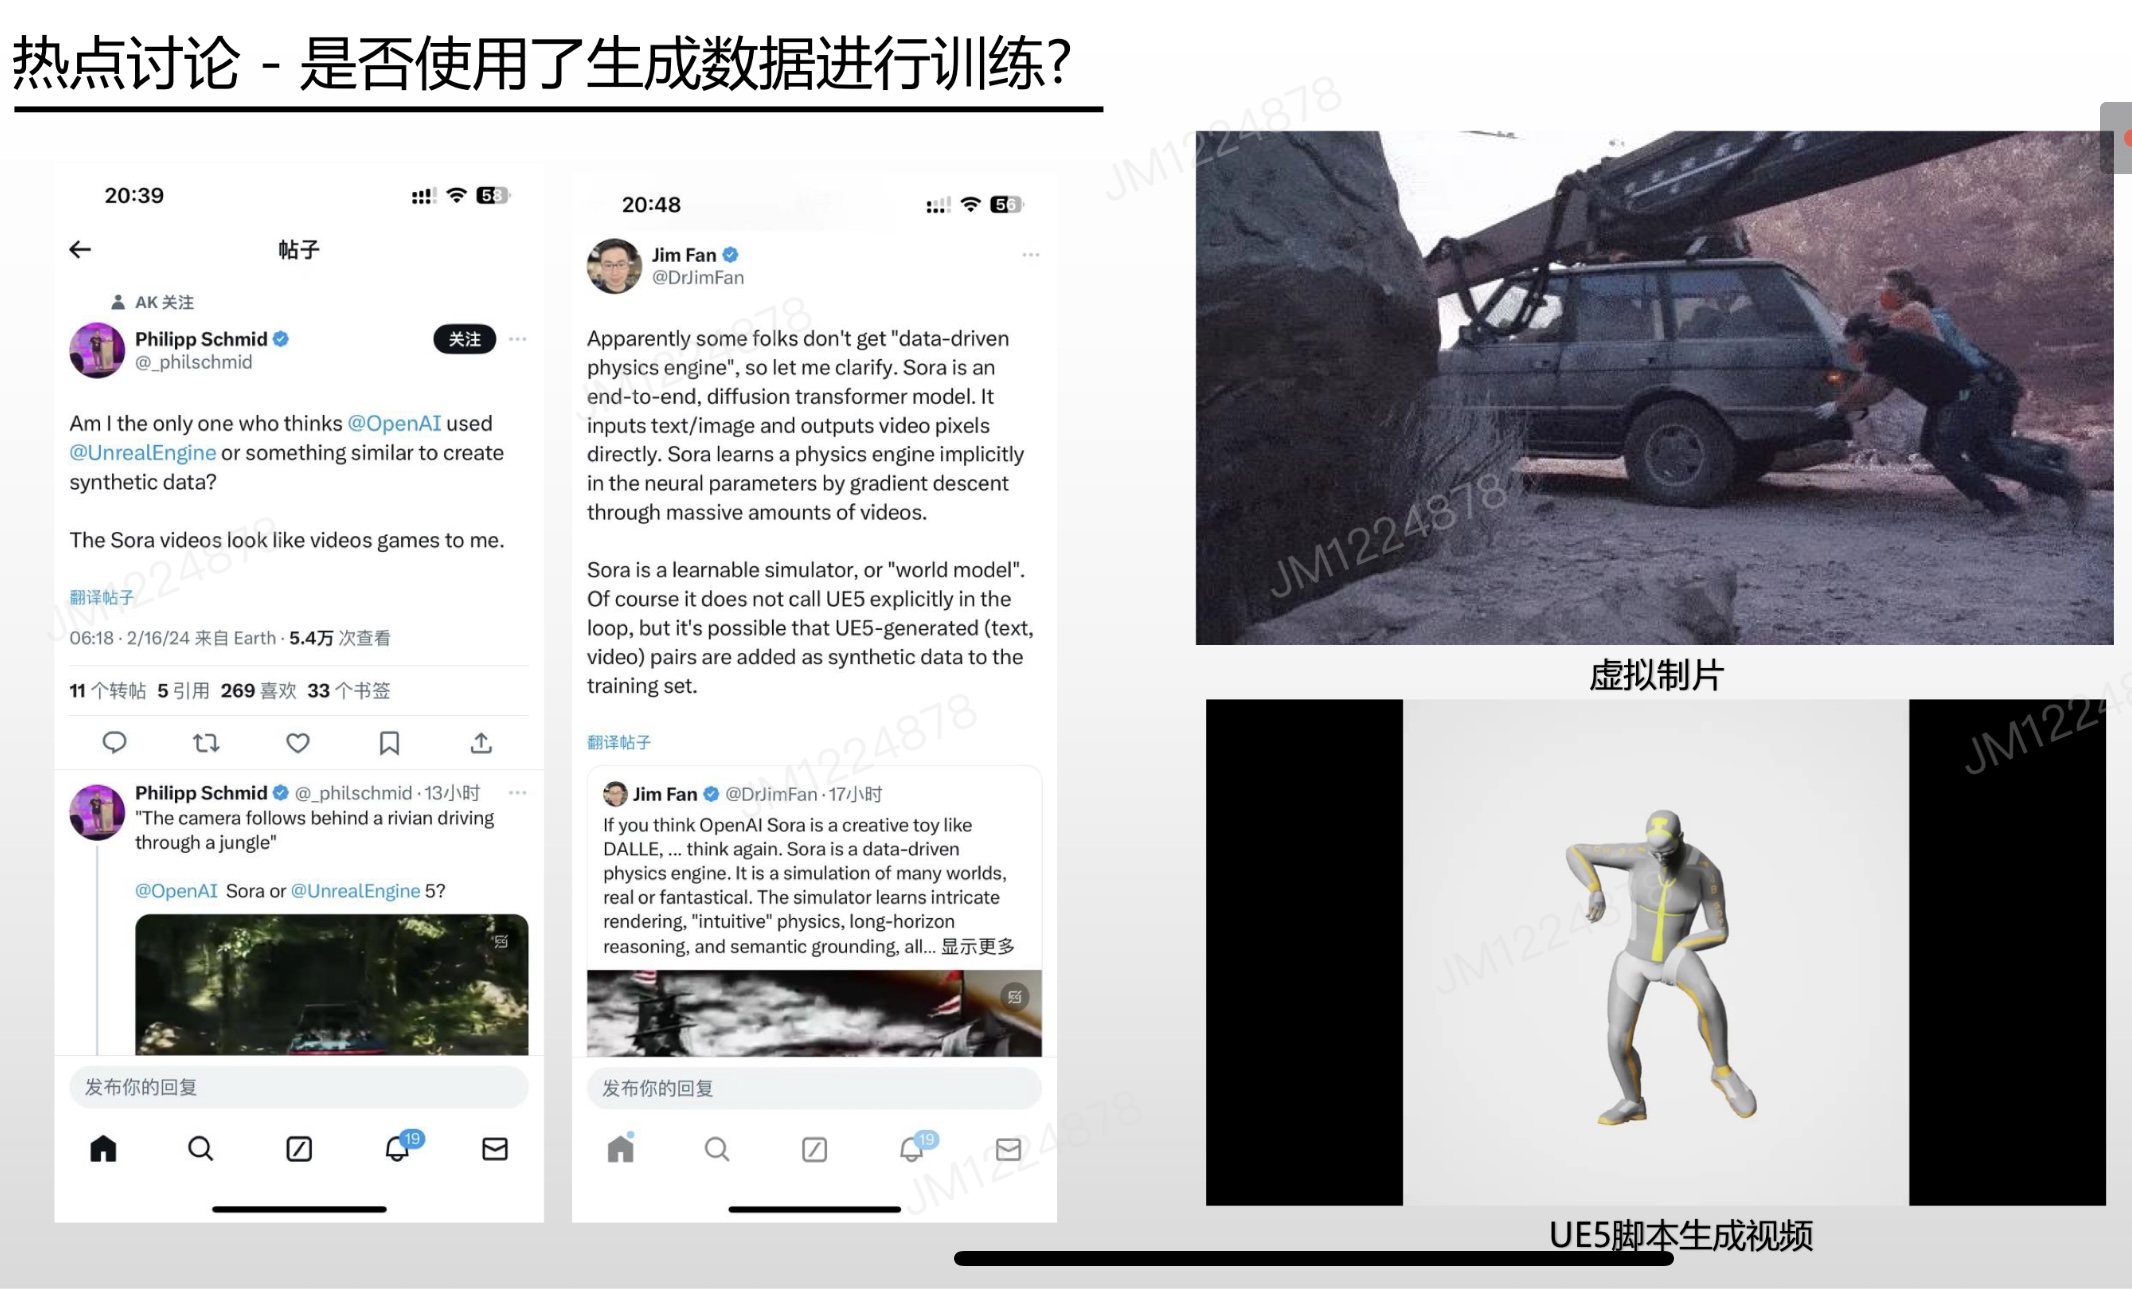 热点讨论 - 是否使用了生成数据进行训练?
20:39
58
帖子
AK 关注
Philipp Schmid
@_philschmid
关注
Am I the only one who thinks @OpenAI used
@UnrealEngine or something similar to create
synthetic data?
The Sora videos look like videos games to me.
翻译帖子
06:18 · 2/16/24 来自 Earth · 5.4万 次查看
11 个转帖 5 引用 269 喜欢 33 个书签
Philipp Schmid @_philschmid · 13小时
"The camera follows behind a rivian driving
through a jungle"
@OpenAI Sora or @UnrealEngine 5?
发布你的回复
19
20:48
56
Jim Fan
@DrJimFan
Apparently some folks don't get "data-driven
physics engine", so let me clarify. Sora is an
end-to-end, diffusion transformer model. It
inputs text/image and outputs video pixels
directly. Sora learns a physics engine implicitly
in the neural parameters by gradient descent
through massive amounts of videos.
Sora is a learnable simulator, or "world model".
Of course it does not call UE5 explicitly in the
loop, but it's possible that UE5-generated (text,
video) pairs are added as synthetic data to the
training set.
翻译帖子
Jim Fan @DrJimFan · 17小时
If you think OpenAI Sora is a creative toy like
DALLE, ... think again. Sora is a data-driven
physics engine. It is a simulation of many worlds,
real or fantastical. The simulator learns intricate
rendering, "intuitive" physics, long-horizon
reasoning, and semantic grounding, all... 显示更多
发布你的回复
19
虚拟制片
UE5脚本生成视频
JM1224878
JM1224878
JM1224878
JM1224878
JM1224878
JM1224878
JM1224878
JM1224878